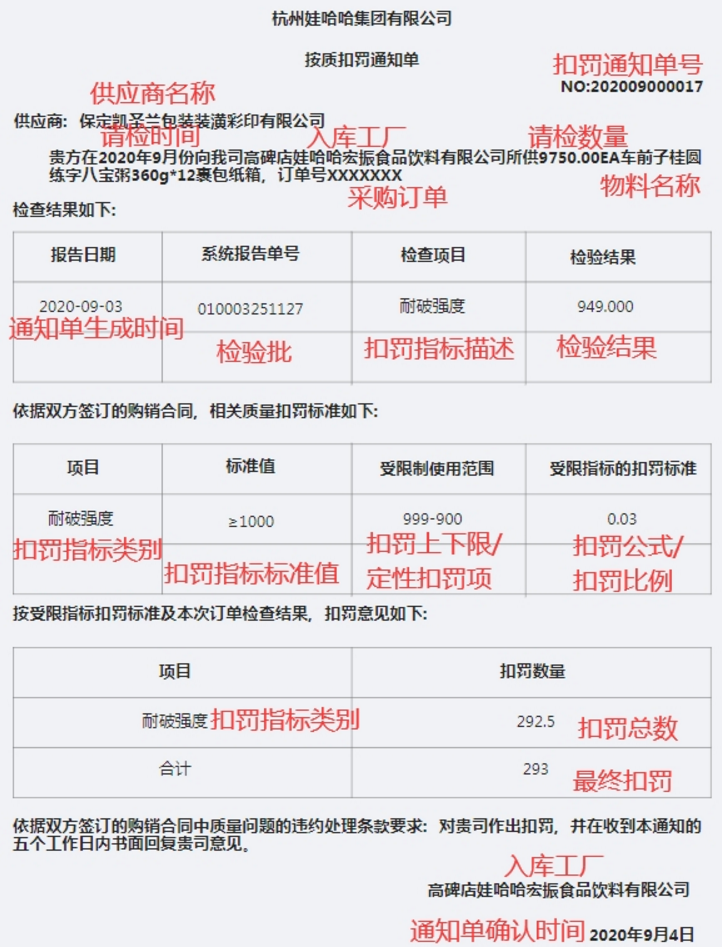 杭州娃哈哈集团有限公司
按质扣罚通知单
扣罚通知单号
NO:202009000017
供应商名称
供应商：保定凯圣兰包装装潢彩印有限公司
请检时间 入库工厂 请检数量
贵方在2020年9月份向我司高碑店娃哈哈宏振食品饮料有限公司所供9750.00EA车前子桂圆
练字八宝粥360g*12裹包纸箱，订单号XXXXXXX
物料名称
采购订单
检查结果如下:
报告日期 系统报告单号 检查项目 检验结果
2020-09-03 010003251127 耐破强度 949.000
通知单生成时间 检验批 扣罚指标描述 检验结果
依据双方签订的购销合同，相关质量扣罚标准如下:
项目 标准值 受限制使用范围 受限指标的扣罚标准
耐破强度 ≥1000 999-900 0.03
扣罚指标类别 扣罚指标标准值 扣罚上下限/ 扣罚公式/
定性扣罚项 扣罚比例
按受限指标扣罚标准及本次订单检查结果，扣罚意见如下:
项目 扣罚数量
耐破强度 扣罚指标类别 292.5 扣罚总数
合计 293 最终扣罚
依据双方签订的购销合同中质量问题的违约处理条款要求：对贵司作出扣罚，并在收到本通知的
五个工作日内书面回复贵司意见。
入库工厂
高碑店娃哈哈宏振食品饮料有限公司
通知单确认时间 2020年9月4日